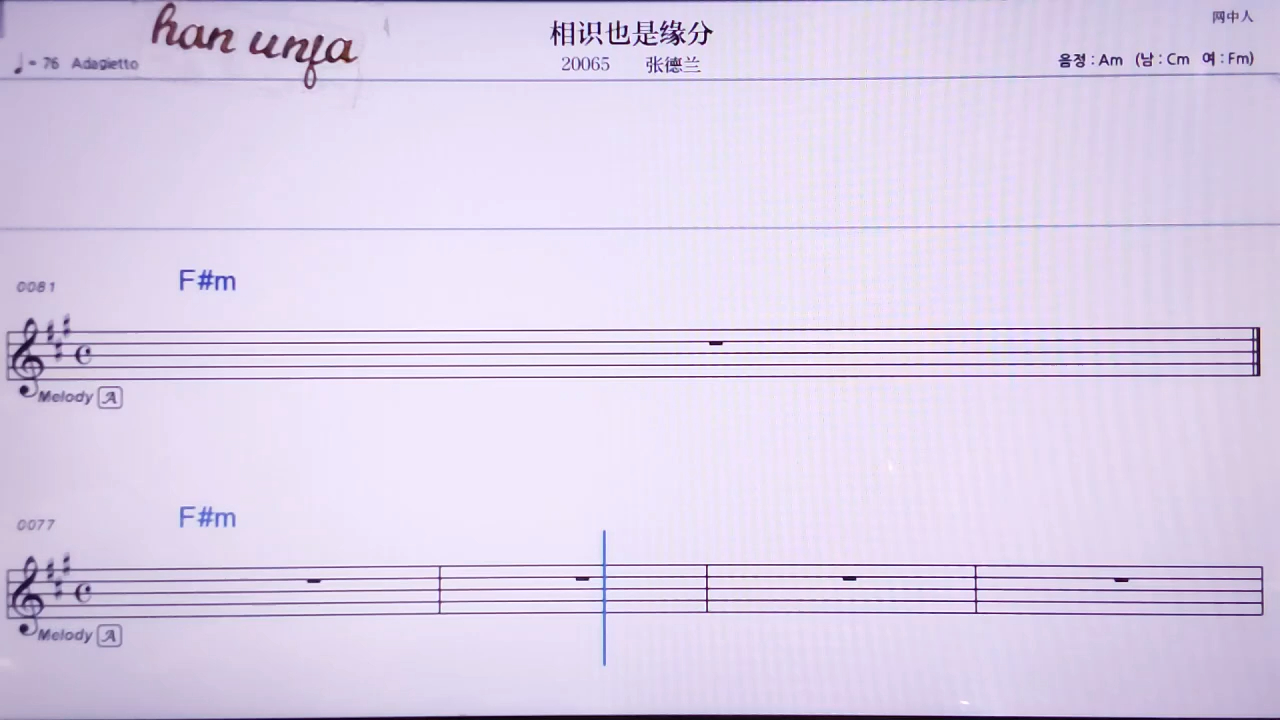 han unfa
相识也是缘分
网中人
♩= 76 Adagietto
20065 张德兰
음정 : Am (남 : Cm 여 : Fm)
F#m
0081
Melody A
F#m
0077
Melody A